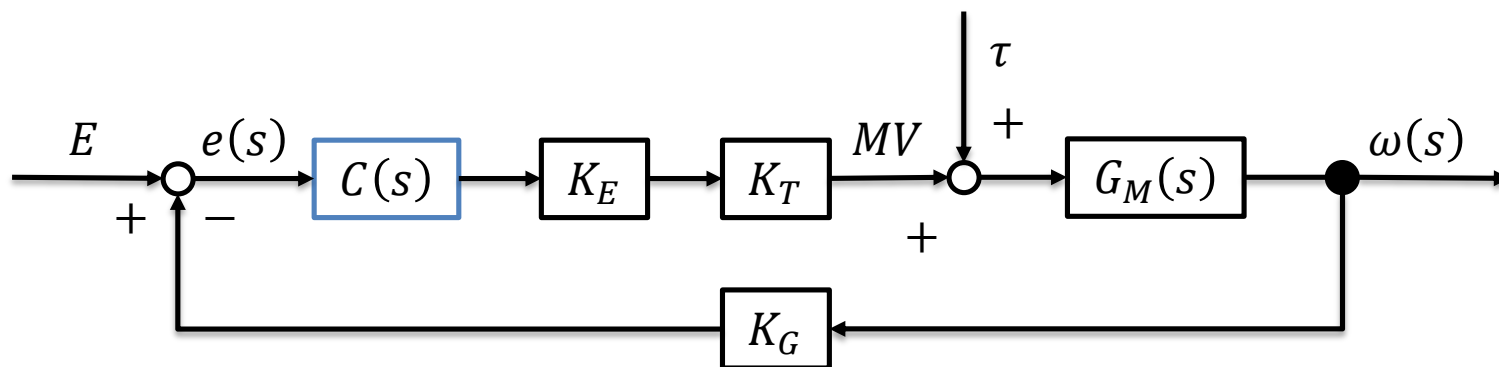 τ
E
e(s)
C(s)
K_E
K_T
MV
+
G_M(s)
ω(s)
+
−
+
K_G